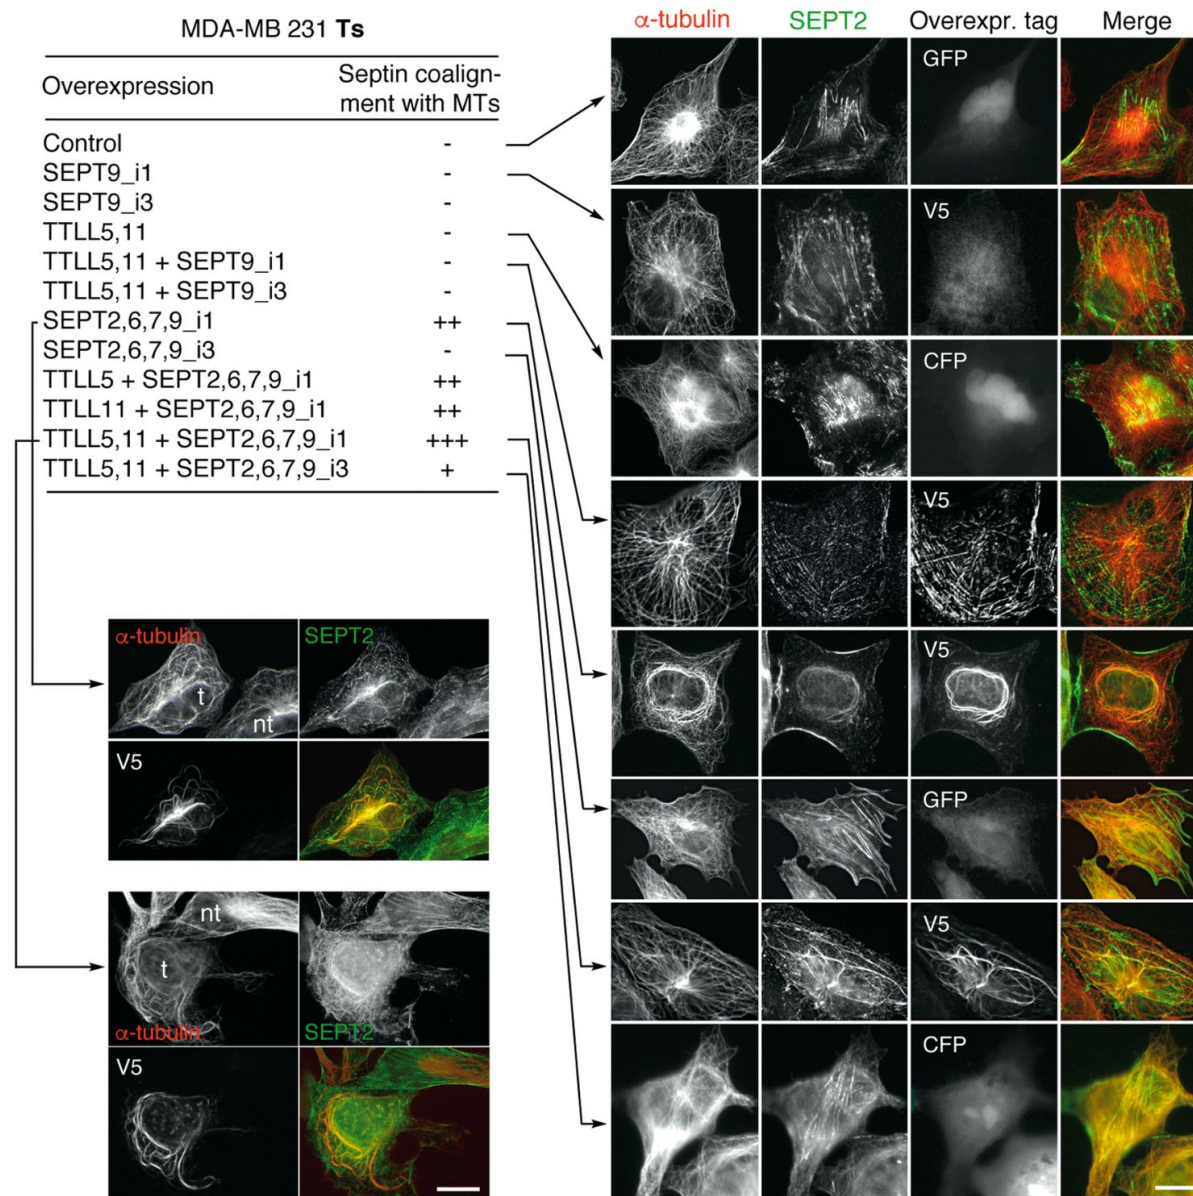 MDA-MB 231 Ts
Overexpression
Septin coalign-
ment with MTs
Control -
SEPT9_i1 -
SEPT9_i3 -
TTLL5,11 -
TTLL5,11 + SEPT9_i1 -
TTLL5,11 + SEPT9_i3 -
SEPT2,6,7,9_i1 ++
SEPT2,6,7,9_i3 -
TTLL5 + SEPT2,6,7,9_i1 ++
TTLL11 + SEPT2,6,7,9_i1 ++
TTLL5,11 + SEPT2,6,7,9_i1 +++
TTLL5,11 + SEPT2,6,7,9_i3 +
α-tubulin SEPT2
t
nt
V5
nt
t
α-tubulin SEPT2
V5
α-tubulin SEPT2 Overexpr. tag Merge
GFP
V5
CFP
V5
V5
GFP
V5
CFP